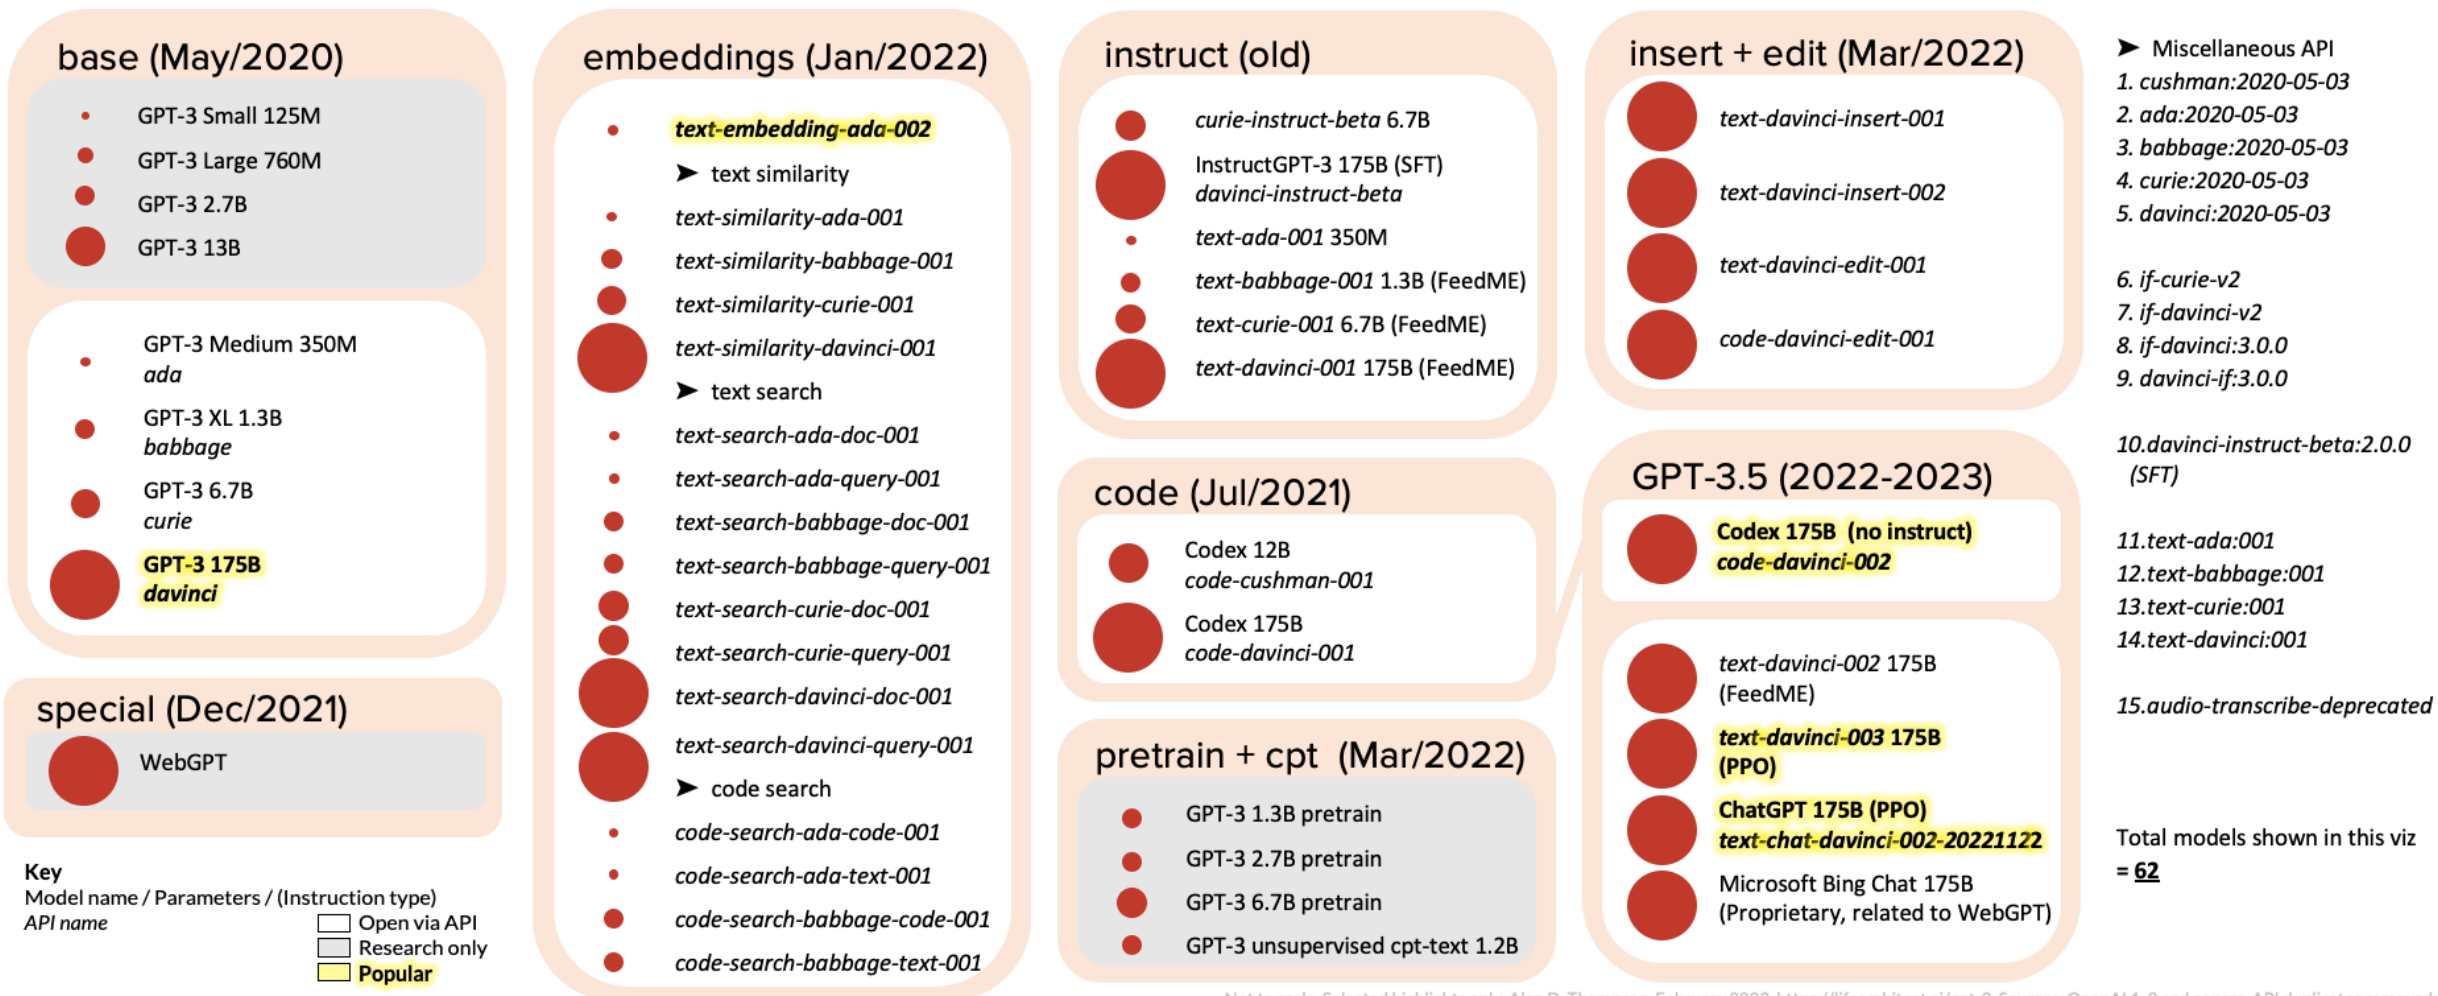 base (May/2020)
GPT-3 Small 125M
GPT-3 Large 760M
GPT-3 2.7B
GPT-3 13B
GPT-3 Medium 350M
ada
GPT-3 XL 1.3B
babbage
GPT-3 6.7B
curie
GPT-3 175B
davinci
special (Dec/2021)
WebGPT
Key
Model name / Parameters / (Instruction type)
API name
Open via API
Research only
Popular
embeddings (Jan/2022)
text-embedding-ada-002
➤ text similarity
text-similarity-ada-001
text-similarity-babbage-001
text-similarity-curie-001
text-similarity-davinci-001
➤ text search
text-search-ada-doc-001
text-search-ada-query-001
text-search-babbage-doc-001
text-search-babbage-query-001
text-search-curie-doc-001
text-search-curie-query-001
text-search-davinci-doc-001
text-search-davinci-query-001
➤ code search
code-search-ada-code-001
code-search-ada-text-001
code-search-babbage-code-001
code-search-babbage-text-001
instruct (old)
curie-instruct-beta 6.7B
InstructGPT-3 175B (SFT)
davinci-instruct-beta
text-ada-001 350M
text-babbage-001 1.3B (FeedME)
text-curie-001 6.7B (FeedME)
text-davinci-001 175B (FeedME)
code (Jul/2021)
Codex 12B
code-cushman-001
Codex 175B
code-davinci-001
pretrain + cpt (Mar/2022)
GPT-3 1.3B pretrain
GPT-3 2.7B pretrain
GPT-3 6.7B pretrain
GPT-3 unsupervised cpt-text 1.2B
insert + edit (Mar/2022)
text-davinci-insert-001
text-davinci-insert-002
text-davinci-edit-001
code-davinci-edit-001
GPT-3.5 (2022-2023)
Codex 175B (no instruct)
code-davinci-002
text-davinci-002 175B
(FeedME)
text-davinci-003 175B
(PPO)
ChatGPT 175B (PPO)
text-chat-davinci-002-20221122
Microsoft Bing Chat 175B
(Proprietary, related to WebGPT)
➤ Miscellaneous API
1. cushman:2020-05-03
2. ada:2020-05-03
3. babbage:2020-05-03
4. curie:2020-05-03
5. davinci:2020-05-03
6. if-curie-v2
7. if-davinci-v2
8. if-davinci:3.0.0
9. davinci-if:3.0.0
10.davinci-instruct-beta:2.0.0
(SFT)
11.text-ada:001
12.text-babbage:001
13.text-curie:001
14.text-davinci:001
15.audio-transcribe-deprecated
Total models shown in this viz
= 62